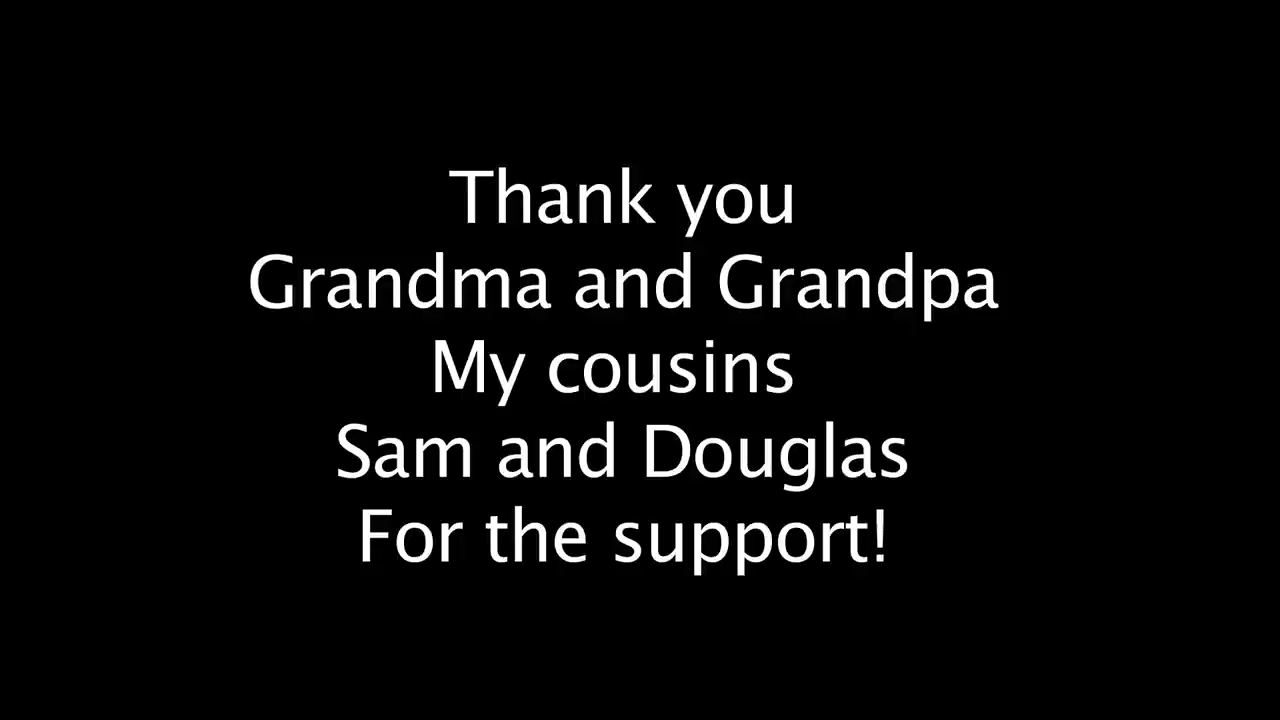 Thank you
Grandma and Grandpa
My cousins
Sam and Douglas
For the support!